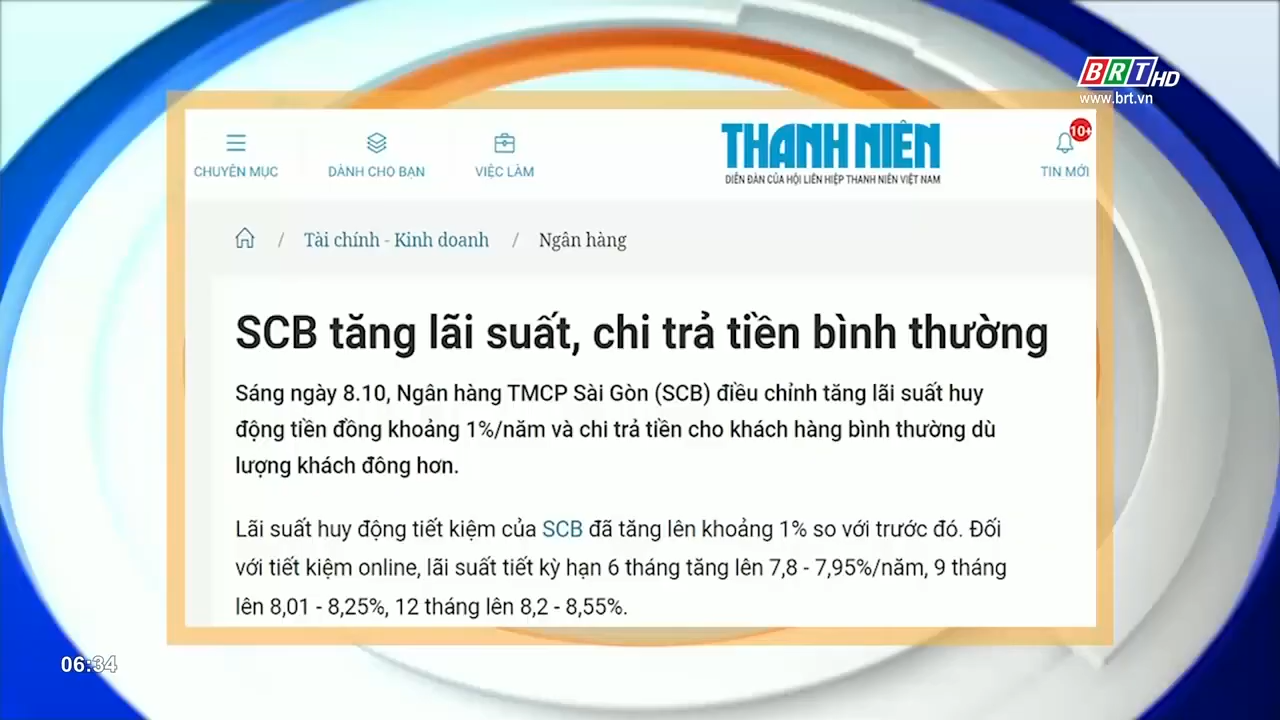 BRT HD
www.brt.vn
CHUYÊN MỤC
DÀNH CHO BẠN
VIỆC LÀM
THANH NIÊN
DIỄN ĐÀN CỦA HỘI LIÊN HIỆP THANH NIÊN VIỆT NAM
10+
TIN MỚI
/ Tài chính - Kinh doanh / Ngân hàng
SCB tăng lãi suất, chi trả tiền bình thường
Sáng ngày 8.10, Ngân hàng TMCP Sài Gòn (SCB) điều chỉnh tăng lãi suất huy
động tiền đồng khoảng 1%/năm và chi trả tiền cho khách hàng bình thường dù
lượng khách đông hơn.
Lãi suất huy động tiết kiệm của SCB đã tăng lên khoảng 1% so với trước đó. Đối
với tiết kiệm online, lãi suất tiết kỳ hạn 6 tháng tăng lên 7,8 - 7,95%/năm, 9 tháng
lên 8,01 - 8,25%, 12 tháng lên 8,2 - 8,55%.
06:34